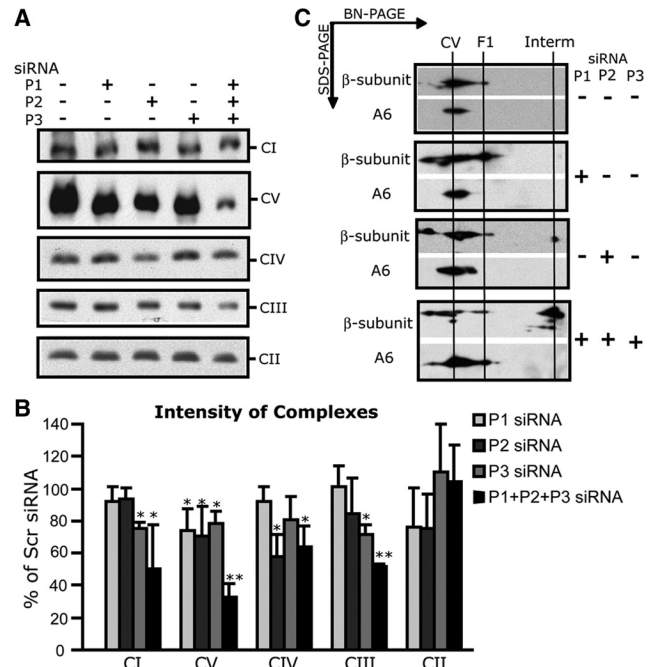 A
siRNA
P1 - + - - +
P2 - - + - +
P3 - - - + +
CI
CV
CIV
CIII
CII
C
BN-PAGE
SDS-PAGE
CV F1 Interm
siRNA
P1 P2 P3
β-subunit
A6
- - -
β-subunit
A6
+ - -
β-subunit
A6
- + -
β-subunit
A6
+ + +
B
Intensity of Complexes
% of Scr siRNA
140
120
100
80
60
40
20
0
* *
* * *
**
* *
*
**
CI CV CIV CIII CII
P1 siRNA
P2 siRNA
P3 siRNA
P1+P2+P3 siRNA